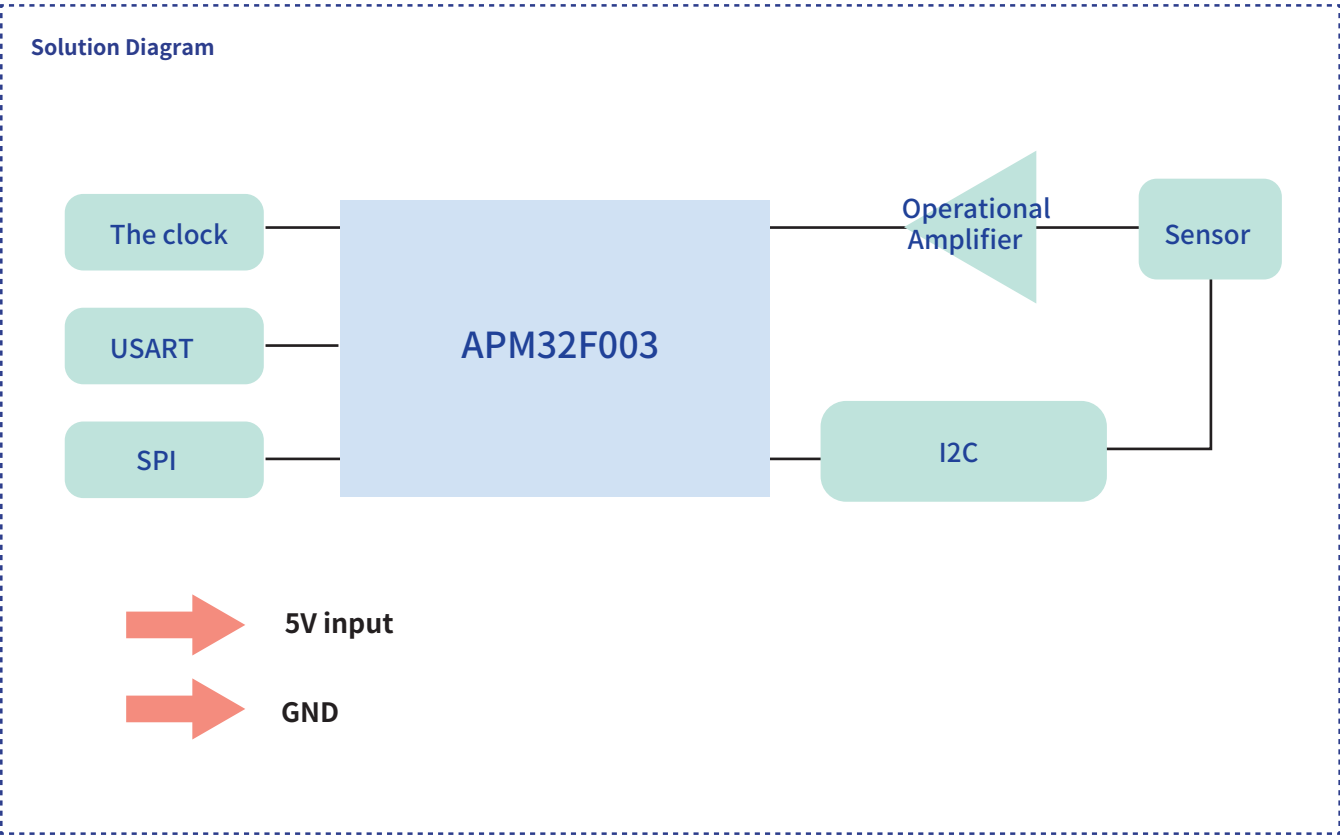 Solution Diagram
The clock
USART
SPI
APM32F003
Operational
Amplifier
Sensor
I2C
5V input
GND